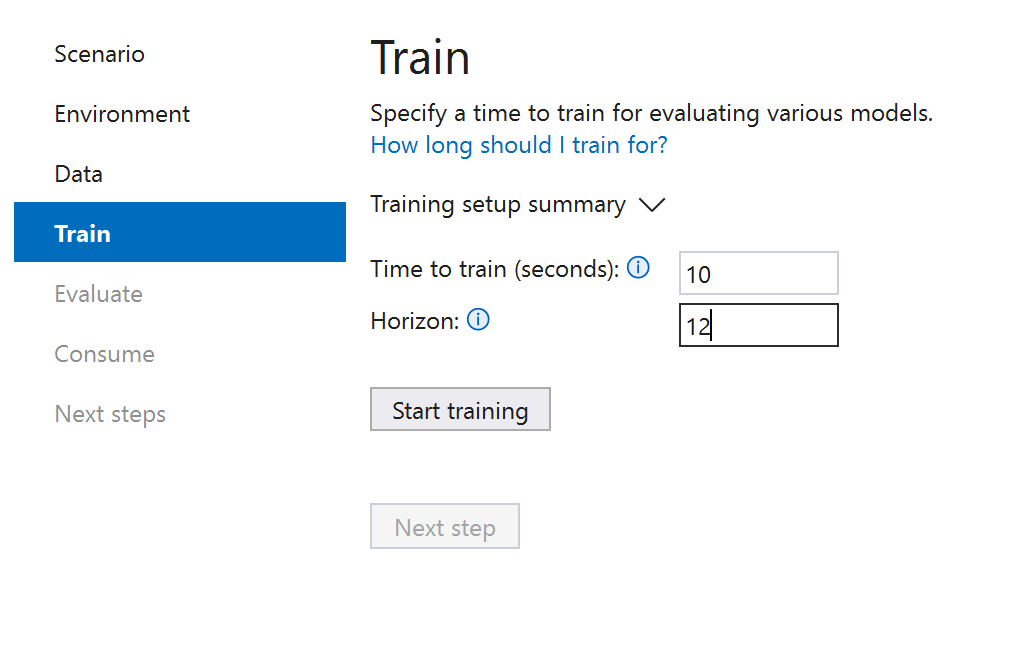 Scenario
Environment
Data
Train
Evaluate
Consume
Next steps
Train
Specify a time to train for evaluating various models.
How long should I train for?
Training setup summary
Time to train (seconds): 10
Horizon: 12
Start training
Next step